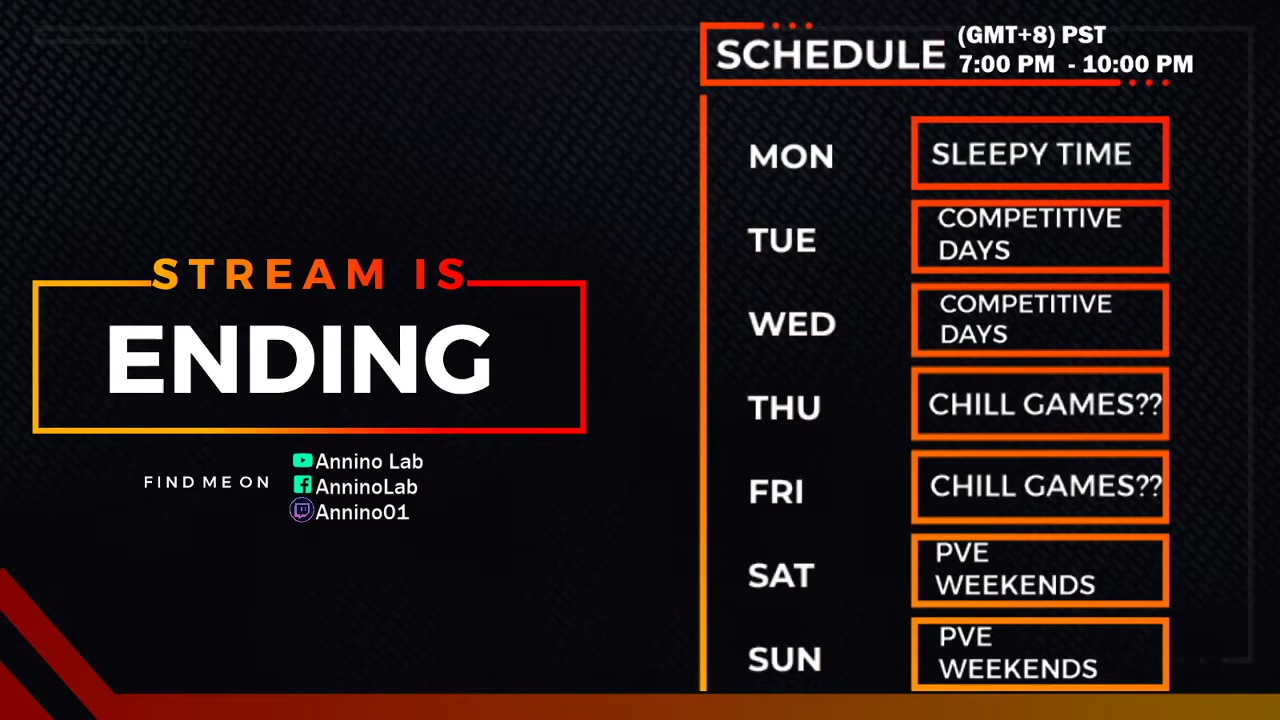 STREAM IS
ENDING
FIND ME ON
Annino Lab
AnninoLab
Annino01
SCHEDULE
(GMT+8) PST
7:00 PM - 10:00 PM
MON
SLEEPY TIME
TUE
COMPETITIVE
DAYS
WED
COMPETITIVE
DAYS
THU
CHILL GAMES??
FRI
CHILL GAMES??
SAT
PVE
WEEKENDS
SUN
PVE
WEEKENDS